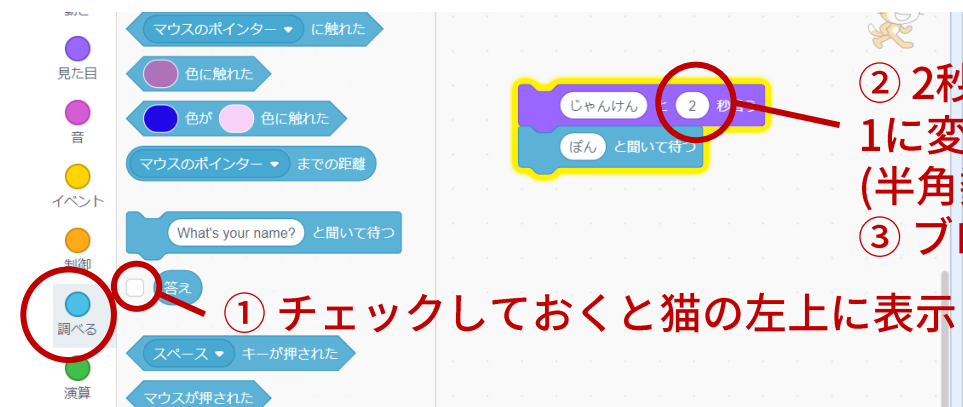 マウスのポインター に触れた
見た目
色に触れた
音
色が 色に触れた
マウスのポインター までの距離
イベント
What's your name? と聞いて待つ
制御
答え
調べる
スペース キーが押された
演算
マウスが押された
じゃんけん と 2 秒言う
ぽん と聞いて待つ
② 2秒
1に変
(半角
③ ブロ
① チェックしておくと猫の左上に表示